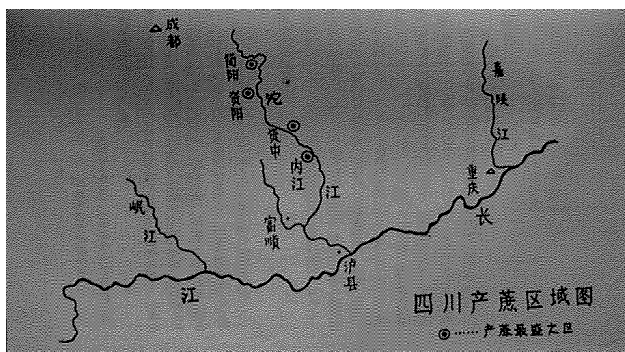 成都
简阳
资阳
沱
资中
内江
江
富顺
泸县
岷江
江
长
重庆
嘉陵江
四川产蔗区域图
◎……产蔗最盛之区